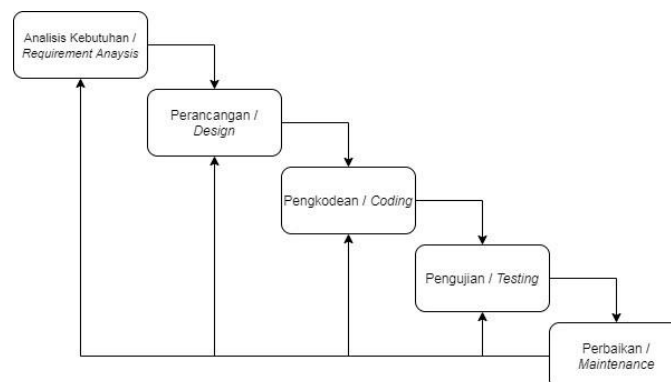 Analisis Kebutuhan /
Requirement Anaysis
Perancangan /
Design
Pengkodean / Coding
Pengujian / Testing
Perbaikan /
Maintenance